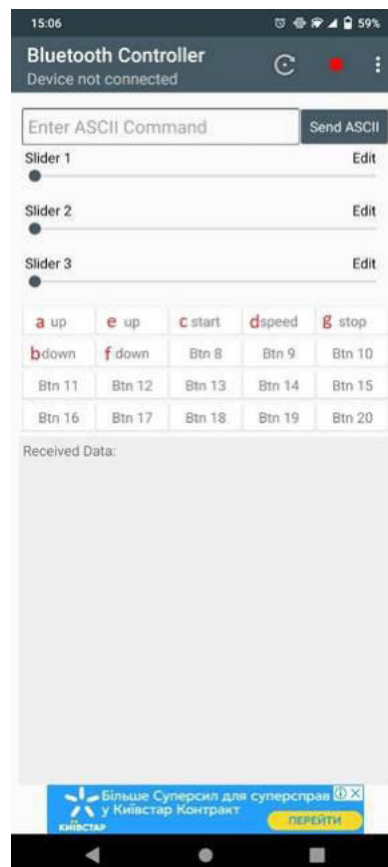 15:06 59%
Bluetooth Controller
Device not connected
Enter ASCII Command Send ASCII
Slider 1 Edit
Slider 2 Edit
Slider 3 Edit
a up e up c start d speed g stop
b down f down Btn 8 Btn 9 Btn 10
Btn 11 Btn 12 Btn 13 Btn 14 Btn 15
Btn 16 Btn 17 Btn 18 Btn 19 Btn 20
Received Data:
Більше Суперсил для суперсправ
у Київстар Контракт
КИЇВСТАР ПЕРЕЙТИ